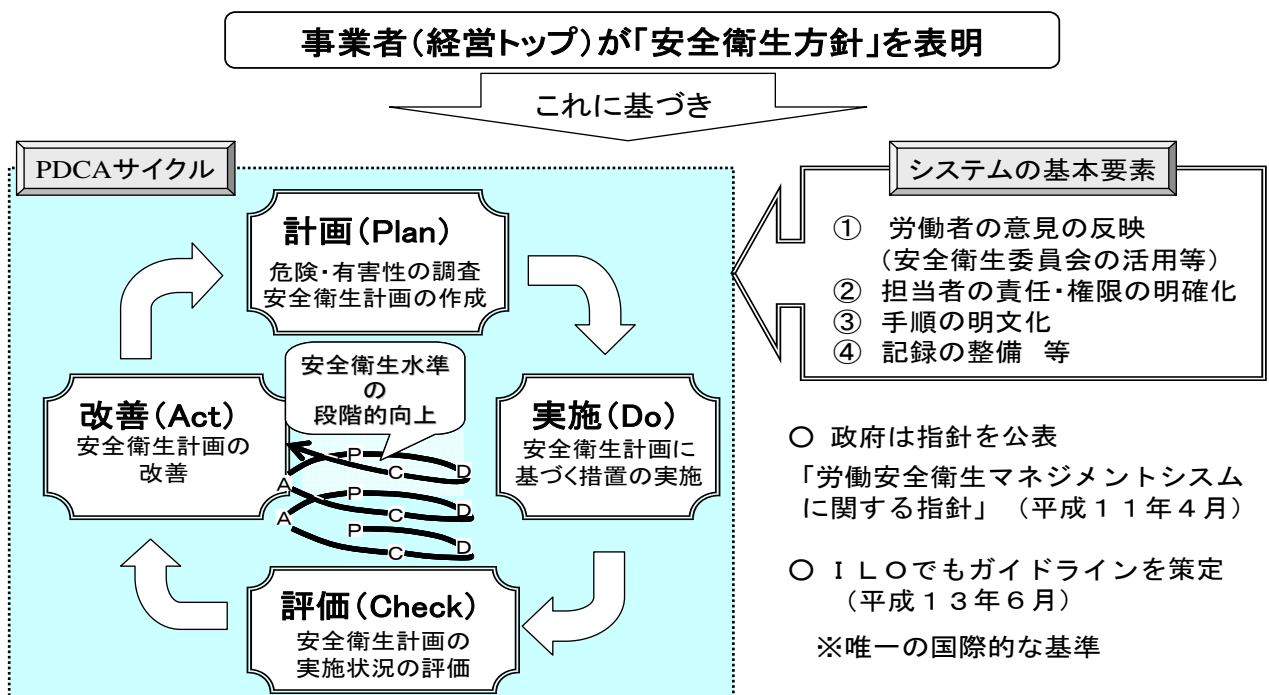 事業者（経営トップ）が「安全衛生方針」を表明
これに基づき
PDCAサイクル
計画（Plan）
危険・有害性の調査
安全衛生計画の作成
安全衛生水準
の
段階的向上
改善（Act）
安全衛生計画の
改善
実施（Do）
安全衛生計画に
基づく措置の実施
P
C
D
A
P
C
D
A
P
C
D
評価（Check）
安全衛生計画の
実施状況の評価
システムの基本要素
① 労働者の意見の反映
（安全衛生委員会の活用等）
② 担当者の責任・権限の明確化
③ 手順の明文化
④ 記録の整備 等
○ 政府は指針を公表
「労働安全衛生マネジメントシスム
に関する指針」（平成１１年４月）
○ ＩＬＯでもガイドラインを策定
（平成１３年６月）
※唯一の国際的な基準